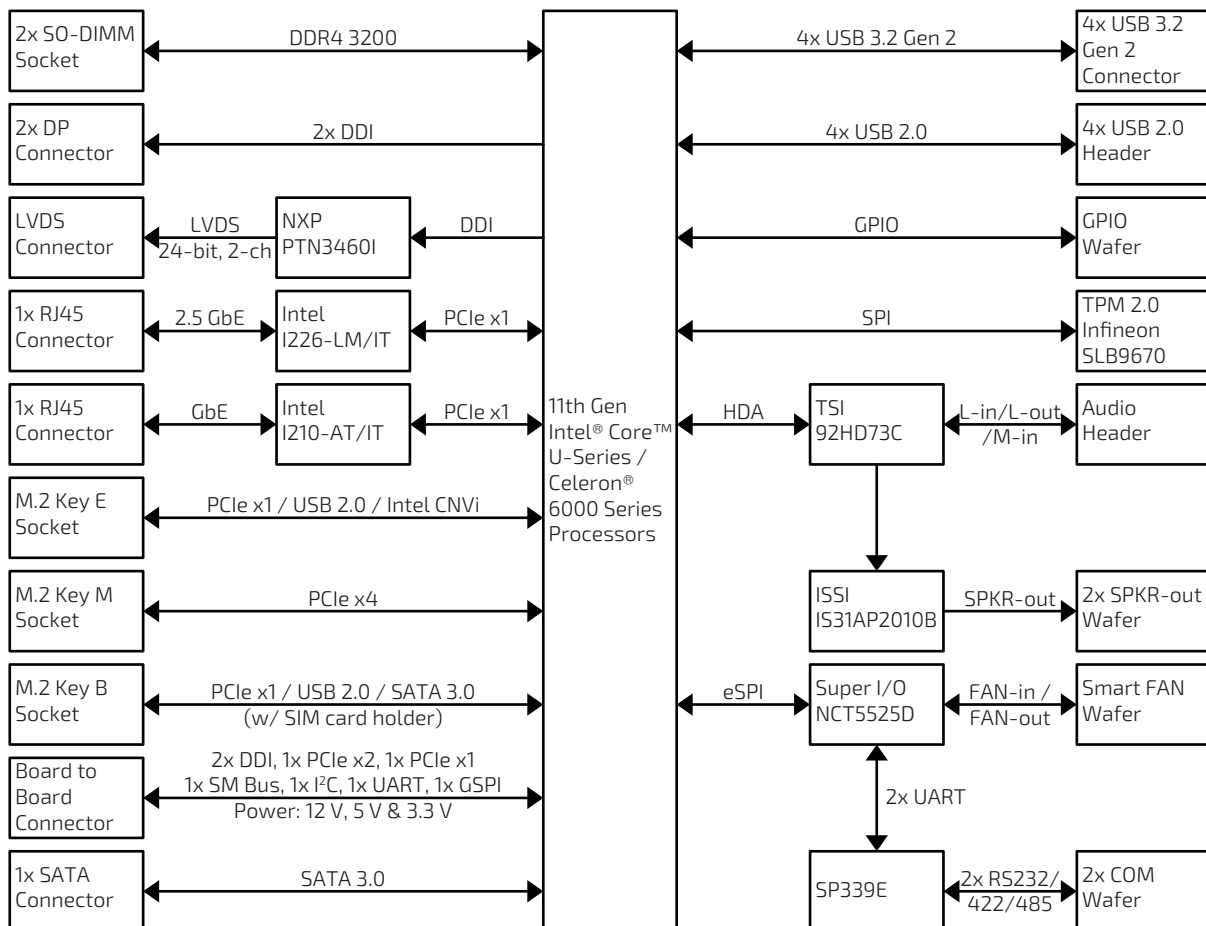 2x SO-DIMM
Socket
DDR4 3200
4x USB 3.2 Gen 2
4x USB 3.2
Gen 2
Connector
2x DP
Connector
2x DDI
4x USB 2.0
4x USB 2.0
Header
LVDS
Connector
LVDS
24-bit, 2-ch
NXP
PTN3460I
DDI
GPIO
GPIO
Wafer
1x RJ45
Connector
2.5 GbE
Intel
I226-LM/IT
PCIe x1
SPI
TPM 2.0
Infineon
SLB9670
1x RJ45
Connector
GbE
Intel
I210-AT/IT
PCIe x1
11th Gen
Intel® Core™
U-Series /
Celeron®
6000 Series
Processors
HDA
TSI
92HD73C
L-in/L-out
/M-in
Audio
Header
M.2 Key E
Socket
PCIe x1 / USB 2.0 / Intel CNVi
M.2 Key M
Socket
PCIe x4
ISSI
IS31AP2010B
SPKR-out
2x SPKR-out
Wafer
M.2 Key B
Socket
PCIe x1 / USB 2.0 / SATA 3.0
(w/ SIM card holder)
eSPI
Super I/O
NCT5525D
FAN-in /
FAN-out
Smart FAN
Wafer
Board to
Board
Connector
2x DDI, 1x PCIe x2, 1x PCIe x1
1x SM Bus, 1x I²C, 1x UART, 1x GSPI
Power: 12 V, 5 V & 3.3 V
2x UART
1x SATA
Connector
SATA 3.0
SP339E
2x RS232/
422/485
2x COM
Wafer